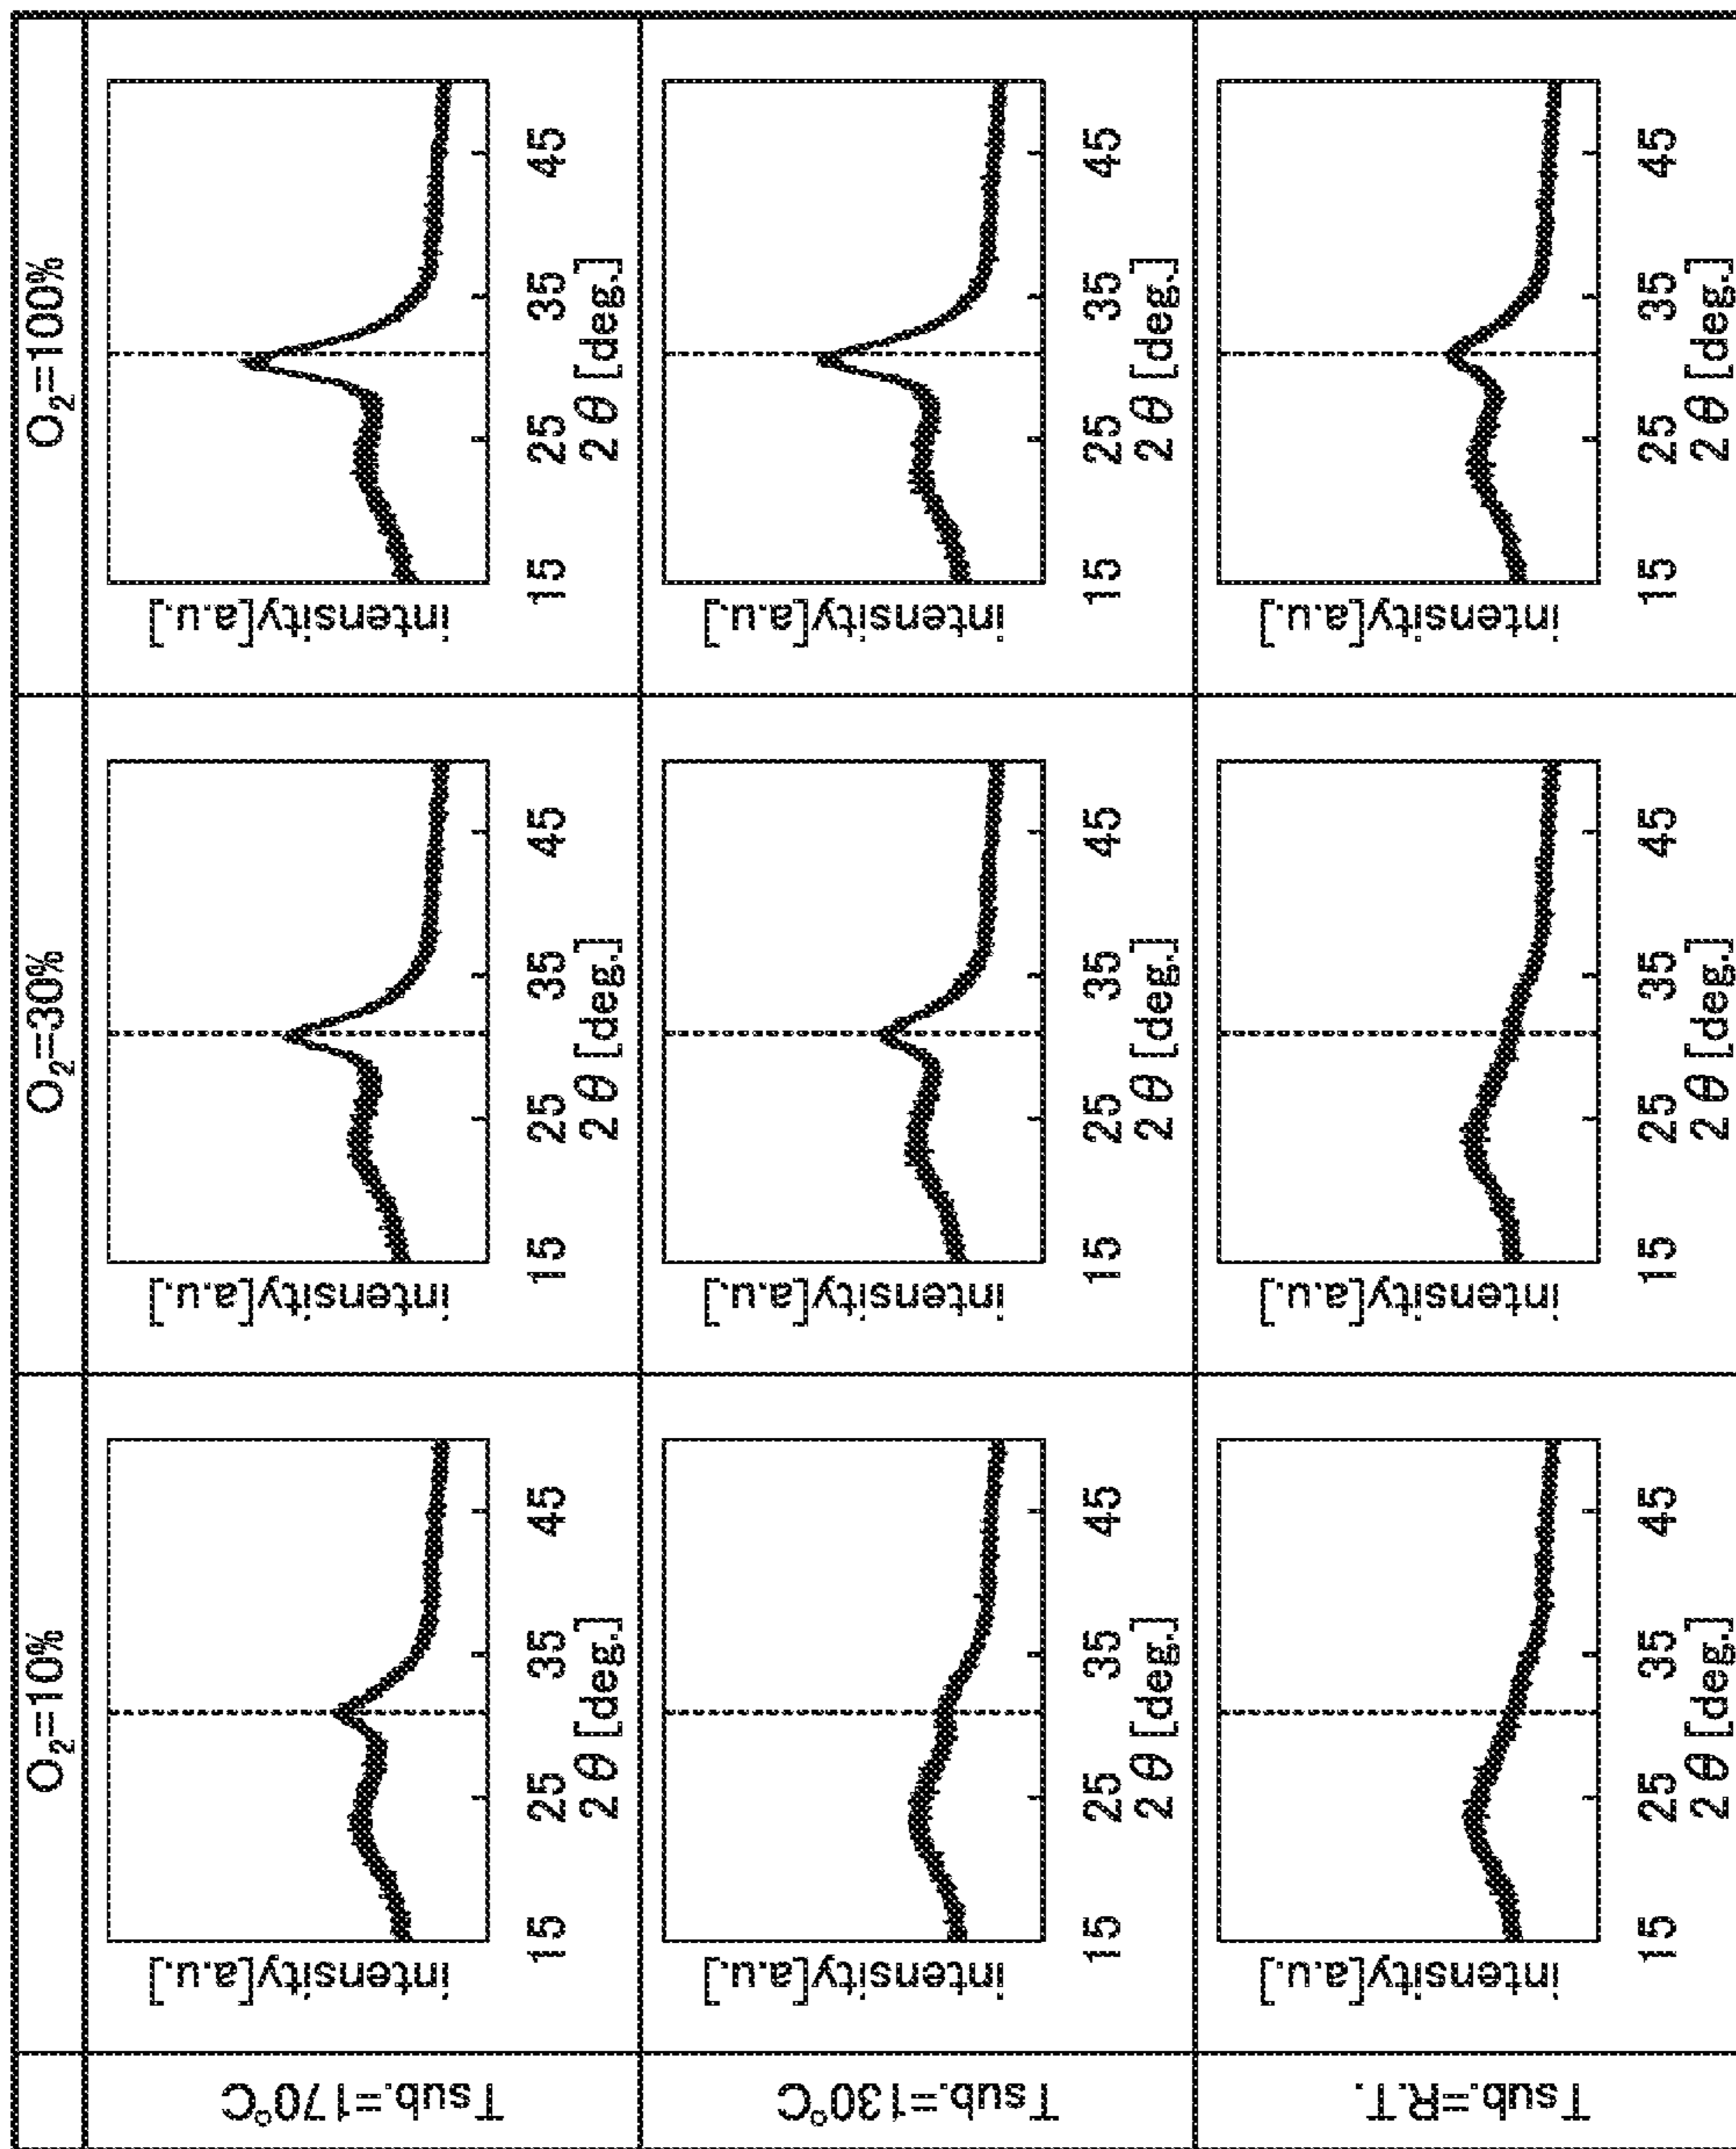 O2=10%
O2=30%
O2=100%
Tsub.=170°C
intensity[a.u.]
15 25 35 45
2θ [deg.]
intensity[a.u.]
15 25 35 45
2θ [deg.]
intensity[a.u.]
15 25 35 45
2θ [deg.]
Tsub.=130°C
intensity[a.u.]
15 25 35 45
2θ [deg.]
intensity[a.u.]
15 25 35 45
2θ [deg.]
intensity[a.u.]
15 25 35 45
2θ [deg.]
Tsub.=R.T.
intensity[a.u.]
15 25 35 45
2θ [deg.]
intensity[a.u.]
15 25 35 45
2θ [deg.]
intensity[a.u.]
15 25 35 45
2θ [deg.]